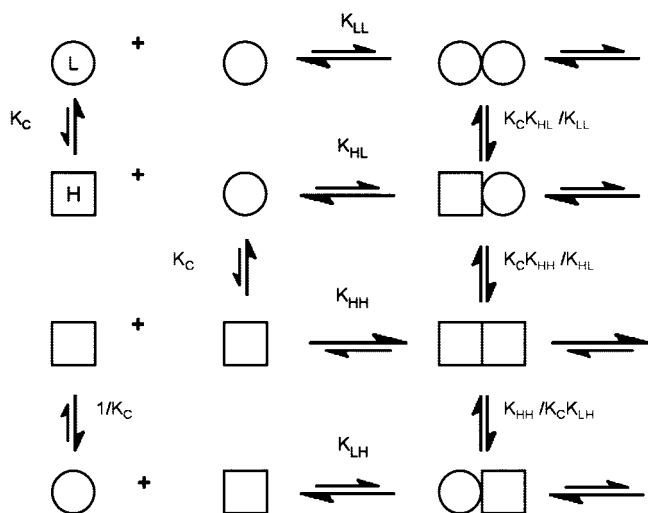 K_LL
L + 
K_C
K_C K_HL /K_LL
K_HL
H +
K_C
K_C K_HH /K_HL
K_HH
+
1/K_C
K_HH /K_C K_LH
K_LH
+